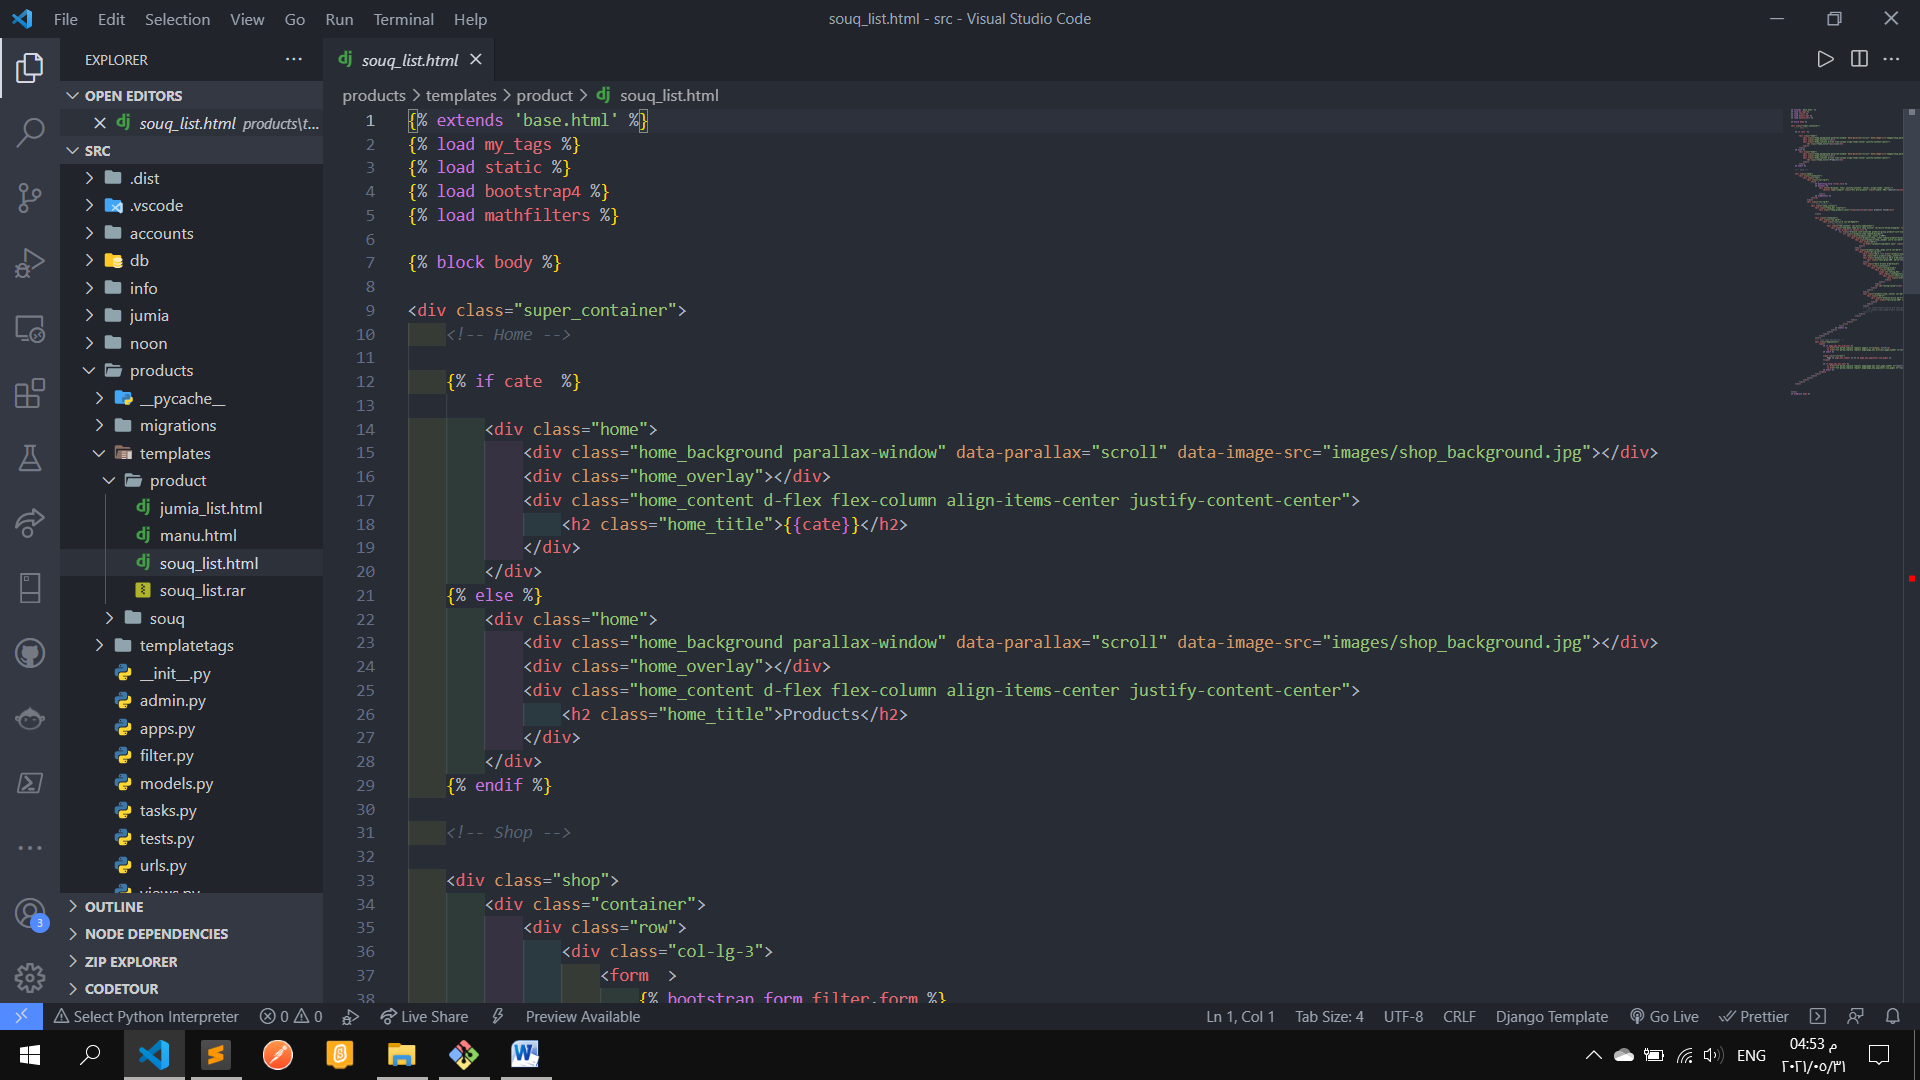 File Edit Selection View Go Run Terminal Help
souq_list.html - src - Visual Studio Code
EXPLORER
souq_list.html
OPEN EDITORS
souq_list.html products\t...
SRC
.dist
.vscode
accounts
db
info
jumia
noon
products
__pycache__
migrations
templates
product
jumia_list.html
manu.html
souq_list.html
souq_list.rar
souq
templatetags
__init__.py
admin.py
apps.py
filter.py
models.py
tasks.py
tests.py
urls.py
views.py
OUTLINE
NODE DEPENDENCIES
ZIP EXPLORER
CODETOUR
3
products > templates > product > souq_list.html
1 {% extends 'base.html' %}
2 {% load my_tags %}
3 {% load static %}
4 {% load bootstrap4 %}
5 {% load mathfilters %}
6
7 {% block body %}
8
9 <div class="super_container">
10 <!-- Home -->
11
12 {% if cate  %}
13
14 <div class="home">
15 <div class="home_background parallax-window" data-parallax="scroll" data-image-src="images/shop_background.jpg"></div>
16 <div class="home_overlay"></div>
17 <div class="home_content d-flex flex-column align-items-center justify-content-center">
18 <h2 class="home_title">{{cate}}</h2>
19 </div>
20 </div>
21 {% else %}
22 <div class="home">
23 <div class="home_background parallax-window" data-parallax="scroll" data-image-src="images/shop_background.jpg"></div>
24 <div class="home_overlay"></div>
25 <div class="home_content d-flex flex-column align-items-center justify-content-center">
26 <h2 class="home_title">Products</h2>
27 </div>
28 </div>
29 {% endif %}
30
31 <!-- Shop -->
32
33 <div class="shop">
34 <div class="container">
35 <div class="row">
36 <div class="col-lg-3">
37 <form  >
38 {% bootstrap_form filter.form %}
Select Python Interpreter 0 0 Live Share Preview Available
Ln 1, Col 1 Tab Size: 4 UTF-8 CRLF Django Template Go Live Prettier
ENG
04:53 م
٢٠٢١/٠٥/٣١